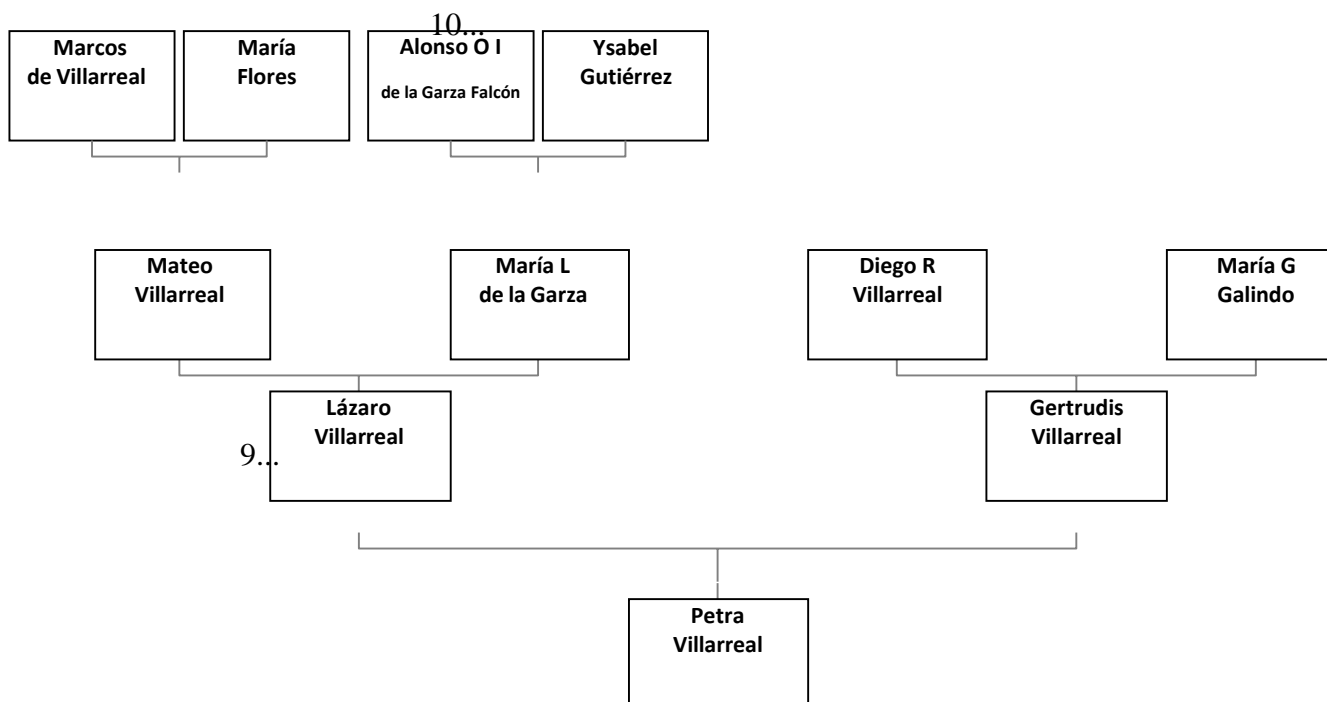 10...
Marcos
de Villarreal
María
Flores
Alonso O I
de la Garza Falcón
Ysabel
Gutiérrez
Mateo
Villarreal
María L
de la Garza
Diego R
Villarreal
María G
Galindo
Lázaro
Villarreal
9...
Gertrudis
Villarreal
Petra
Villarreal